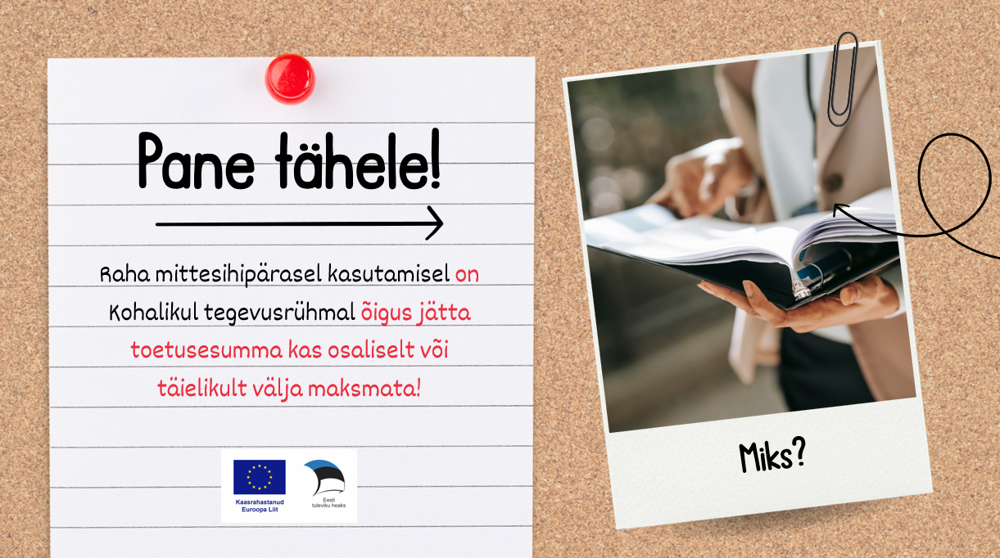 Pane tähele!
Raha mittesihipärasel kasutamisel on
Kohalikul tegevusrühmal õigus jätta
toetusesumma kas osaliselt või
täielikult välja maksmata!
Kaasrahastanud
Euroopa Liit
Eesti
tuleviku heaks
Miks?